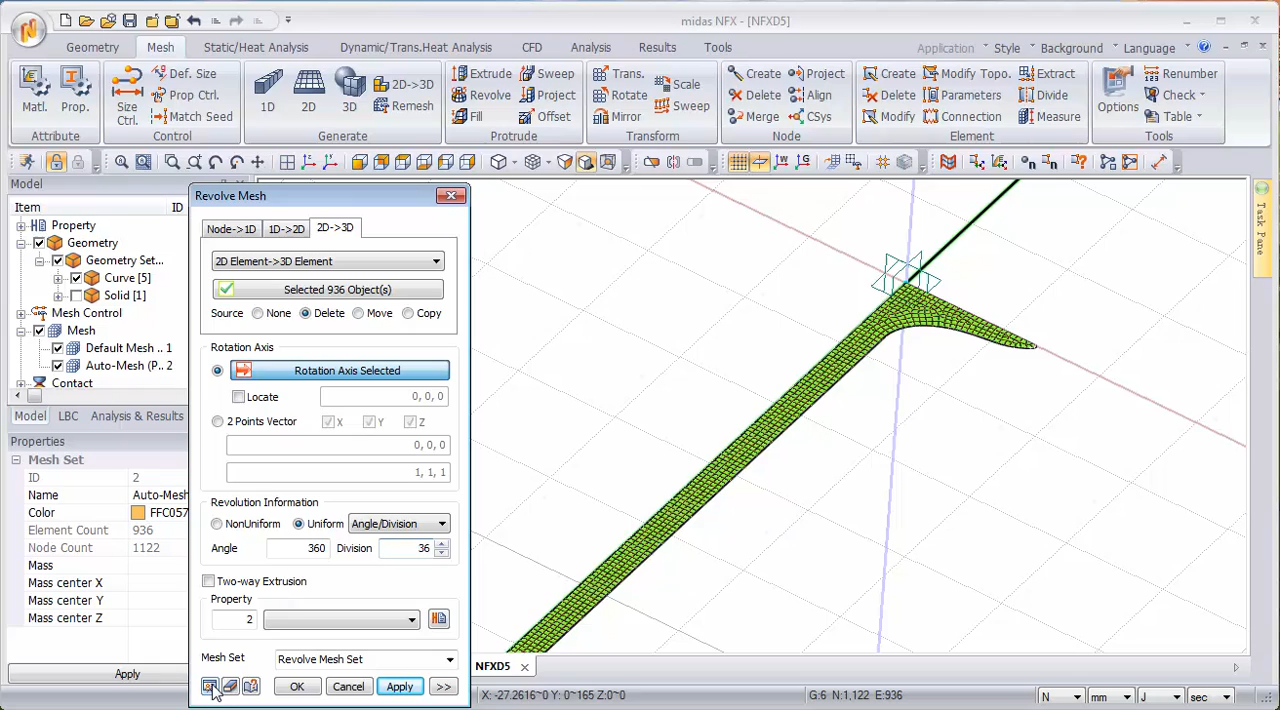 midas NFX - [NFXD5]
Geometry Mesh Static/Heat Analysis Dynamic/Trans.Heat Analysis CFD Analysis Results Tools Application Style Background Language
Matl. Prop. Attribute
Size Ctrl. Def. Size Prop Ctrl. Match Seed Control
1D 2D 3D 2D->3D Remesh Generate
Extrude Sweep Revolve Project Fill Offset Protrude
Trans. Scale Rotate Sweep Mirror Transform
Create Project Delete Align Merge CSys Node
Create Modify Topo. Extract Delete Parameters Divide Modify Connection Measure Element
Options Renumber Check Table Tools
Model
Item ID
Property
Geometry
Geometry Set..
Curve [5]
Solid [1]
Mesh Control
Mesh
Default Mesh .. 1
Auto-Mesh (P.. 2
Contact
Model LBC Analysis & Results
Properties
Mesh Set
ID 2
Name Auto-Mesh
Color FFC057
Element Count 936
Node Count 1122
Mass
Mass center X
Mass center Y
Mass center Z
Apply
Revolve Mesh
Node->1D 1D->2D 2D->3D
2D Element->3D Element
Selected 936 Object(s)
Source None Delete Move Copy
Rotation Axis
Rotation Axis Selected
Locate 0, 0, 0
2 Points Vector X Y Z
0, 0, 0
1, 1, 1
Revolution Information
NonUniform Uniform Angle/Division
Angle 360 Division 36
Two-way Extrusion
Property
2
Mesh Set Revolve Mesh Set
OK Cancel Apply >>
Task Pane
NFXD5
X: -27.2616~0 Y: 0~165 Z:0~0 G:6 N:1,122 E:936 N mm J sec